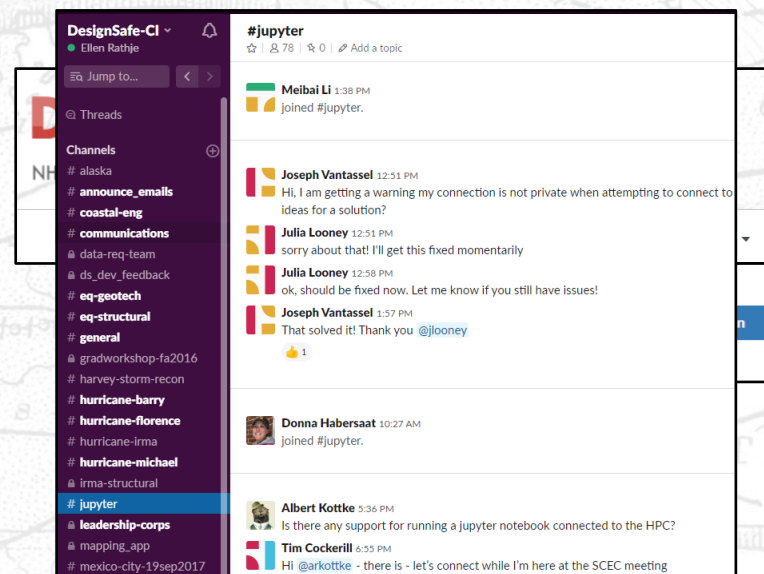 DesignSafe-CI
Ellen Rathje
Jump to...
Threads
Channels
# alaska
# announce_emails
# coastal-eng
# communications
data-req-team
ds_dev_feedback
# eq-geotech
# eq-structural
# general
gradworkshop-fa2016
# harvey-storm-recon
# hurricane-barry
# hurricane-florence
# hurricane-irma
# hurricane-michael
irma-structural
# jupyter
leadership-corps
mapping_app
# mexico-city-19sep2017
#jupyter
78 | 0 | Add a topic
Meibai Li 1:38 PM
joined #jupyter.
Joseph Vantassel 12:51 PM
Hi, I am getting a warning my connection is not private when attempting to connect to
ideas for a solution?
Julia Looney 12:51 PM
sorry about that! I'll get this fixed momentarily
Julia Looney 12:58 PM
ok, should be fixed now. Let me know if you still have issues!
Joseph Vantassel 1:57 PM
That solved it! Thank you @jlooney
1
Donna Habersaat 10:27 AM
joined #jupyter.
Albert Kottke 5:36 PM
Is there any support for running a jupyter notebook connected to the HPC?
Tim Cockerill 6:55 PM
Hi @arkottke - there is - let's connect while I'm here at the SCEC meeting
D
NH
n